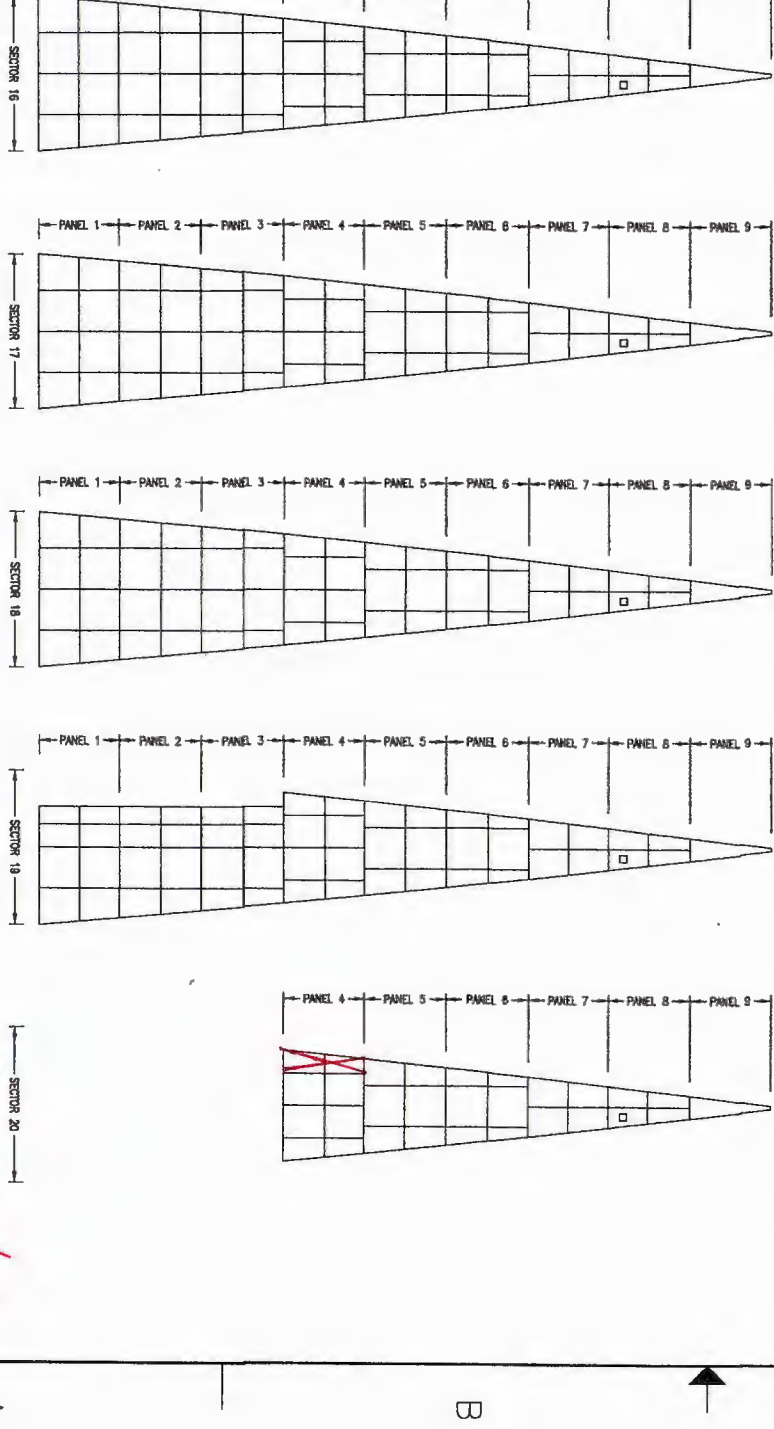 SECTOR 16
PANEL 1 PANEL 2 PANEL 3 PANEL 4 PANEL 5 PANEL 6 PANEL 7 PANEL 8 PANEL 9
SECTOR 17
PANEL 1 PANEL 2 PANEL 3 PANEL 4 PANEL 5 PANEL 6 PANEL 7 PANEL 8 PANEL 9
SECTOR 18
PANEL 1 PANEL 2 PANEL 3 PANEL 4 PANEL 5 PANEL 6 PANEL 7 PANEL 8 PANEL 9
SECTOR 19
PANEL 4 PANEL 5 PANEL 6 PANEL 7 PANEL 8 PANEL 9
SECTOR 20
B